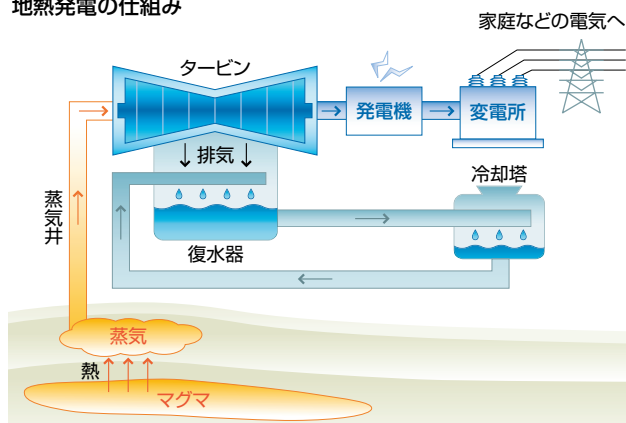 地熱発電の仕組み
家庭などの電気へ
タービン
発電機
変電所
排気
冷却塔
蒸気井
復水器
蒸気
熱
マグマ